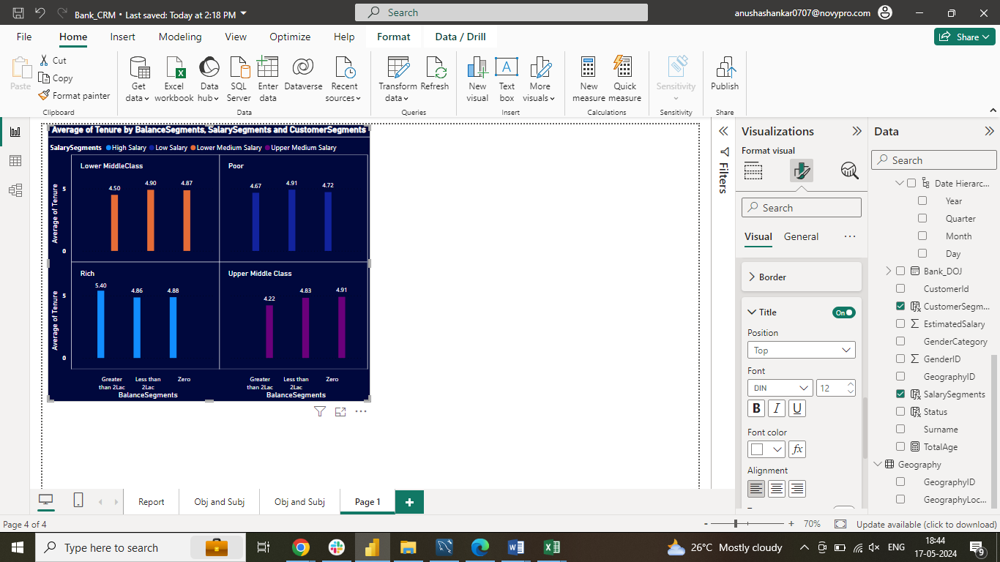 Bank_CRM • Last saved: Today at 2:18 PM
Search
anushashankar0707@novypro.com
File
Home
Insert
Modeling
View
Optimize
Help
Format
Data / Drill
Share
Paste
Cut
Copy
Format painter
Clipboard
Get data
Excel workbook
Data hub
SQL Server
Enter data
Dataverse
Recent sources
Data
Transform data
Refresh
Queries
New visual
Text box
More visuals
Insert
New measure
Quick measure
Calculations
Sensitivity
Sensitivity
Publish
Share
Average of Tenure by BalanceSegments, SalarySegments and CustomerSegments
SalarySegments High Salary Low Salary Lower Medium Salary Upper Medium Salary
Lower MiddleClass
Average of Tenure
5
0
4.50
4.90
4.87
Poor
4.67
4.91
4.72
Rich
Average of Tenure
5
0
5.40
4.86
4.88
Upper Middle Class
4.22
4.83
4.91
Greater than 2Lac
Less than 2Lac
Zero
BalanceSegments
Greater than 2Lac
Less than 2Lac
Zero
BalanceSegments
Filters
Visualizations
Format visual
Search
Visual
General
Border
Title
On
Position
Top
Font
DIN
12
B
I
U
Font color
fx
Alignment
Data
Search
Date Hierarc...
Year
Quarter
Month
Day
Bank_DOJ
CustomerId
CustomerSegm...
EstimatedSalary
GenderCategory
GenderID
GeographyID
SalarySegments
Status
Surname
TotalAge
Geography
GeographyID
GeographyLoc...
Report
Obj and Subj
Obj and Subj
Page 1
+
Page 4 of 4
- + 70%
Update available (click to download)
Type here to search
26°C Mostly cloudy
ENG
18:44
17-05-2024
9